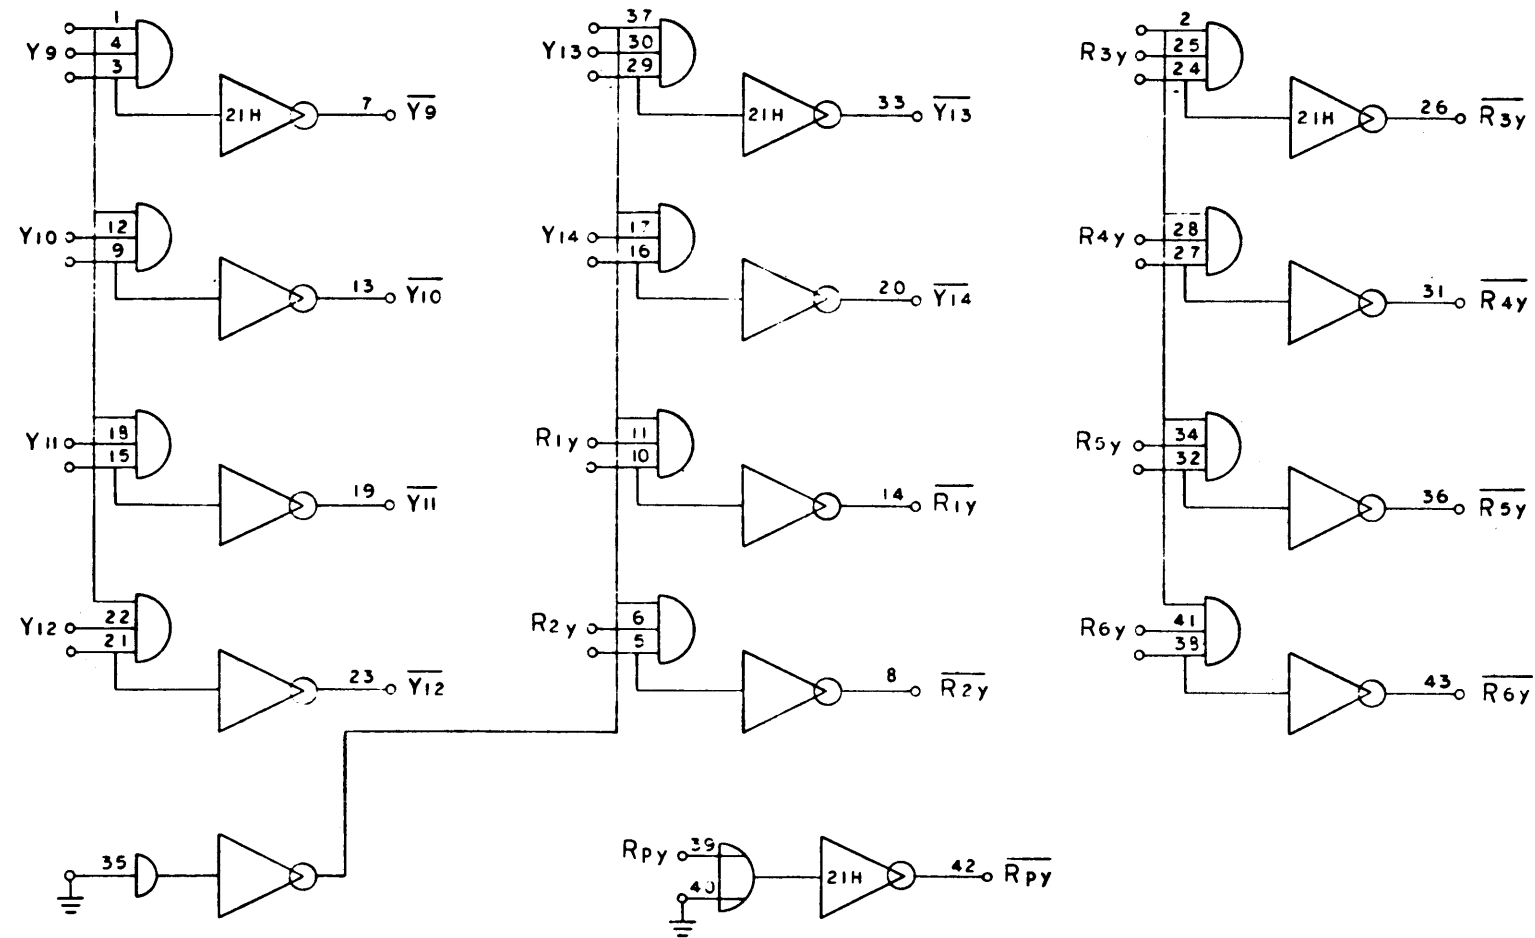 1
Y9 4
3
21H 7 Y9
Y10 12
9
13 Y10
Y11 18
15
19 Y11
Y12 22
21
23 Y12
35
37
Y13 30
29
21H 33 Y13
Y14 17
16
20 Y14
R1y 11
10
14 R1y
R2y 6
5
8 R2y
Rpy 39
40
21H 42 Rpy
2
R3y 25
24
21H 26 R3y
R4y 28
27
31 R4y
R5y 34
32
36 R5y
R6y 41
38
43 R6y